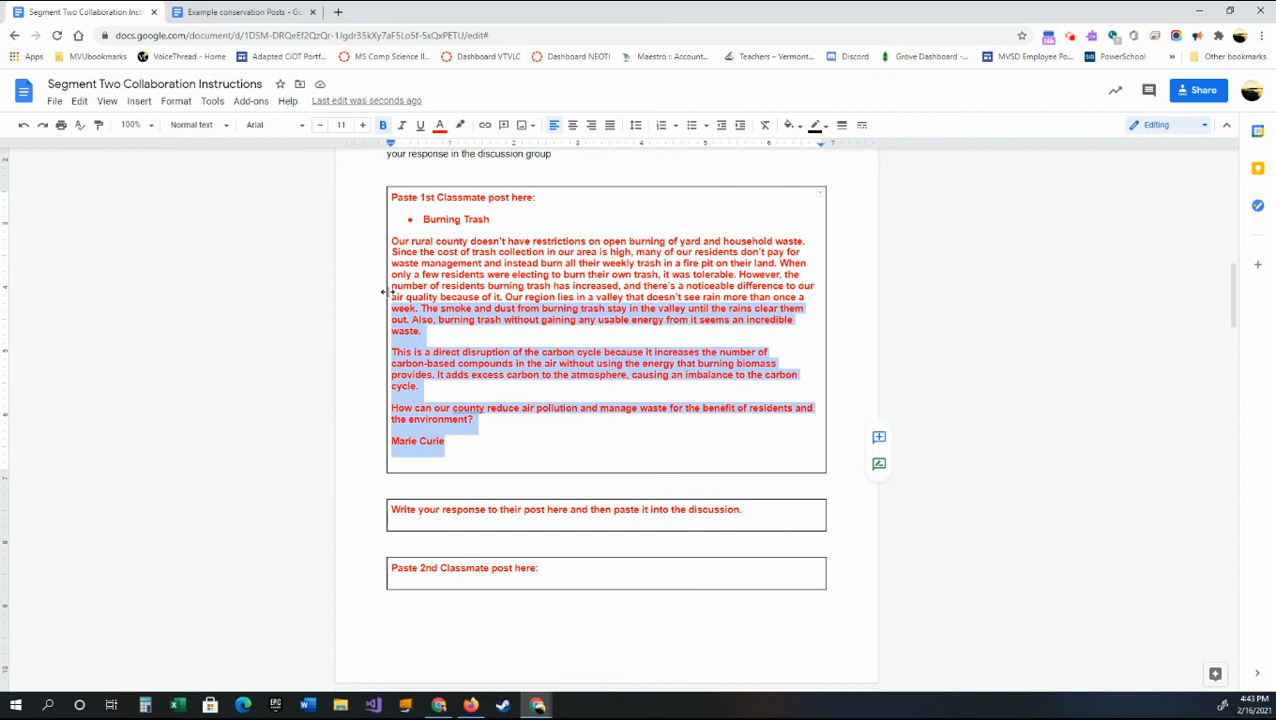 Segment Two Collaboration Instru
Example conservation Posts - Go
docs.google.com/document/d/1DSM-DRQeEf2QzQr-1Jgdr35kXy7aF5Lo5f-5xQxPETU/edit#
Apps
MVUbookmarks
VoiceThread - Home
Adapted CiOT Portf...
MS Comp Science II...
Dashboard VTVLC
Dashboard NEOTI
Maestro :: Account...
Teachers – Vermont...
Discord
Grove Dashboard –...
MVSD Employee Po...
PowerSchool
»
Other bookmarks
Segment Two Collaboration Instructions
File Edit View Insert Format Tools Add-ons Help Last edit was seconds ago
Share
100% Normal text Arial 11 Editing
your response in the discussion group
Paste 1st Classmate post here:
• Burning Trash
Our rural county doesn't have restrictions on open burning of yard and household waste.
Since the cost of trash collection in our area is high, many of our residents don't pay for
waste management and instead burn all their weekly trash in a fire pit on their land. When
only a few residents were electing to burn their own trash, it was tolerable. However, the
number of residents burning trash has increased, and there's a noticeable difference to our
air quality because of it. Our region lies in a valley that doesn't see rain more than once a
week. The smoke and dust from burning trash stay in the valley until the rains clear them
out. Also, burning trash without gaining any usable energy from it seems an incredible
waste.
This is a direct disruption of the carbon cycle because it increases the number of
carbon-based compounds in the air without using the energy that burning biomass
provides. It adds excess carbon to the atmosphere, causing an imbalance to the carbon
cycle.
How can our county reduce air pollution and manage waste for the benefit of residents and
the environment?
Marie Curie
Write your response to their post here and then paste it into the discussion.
Paste 2nd Classmate post here:
4:43 PM
2/16/2021